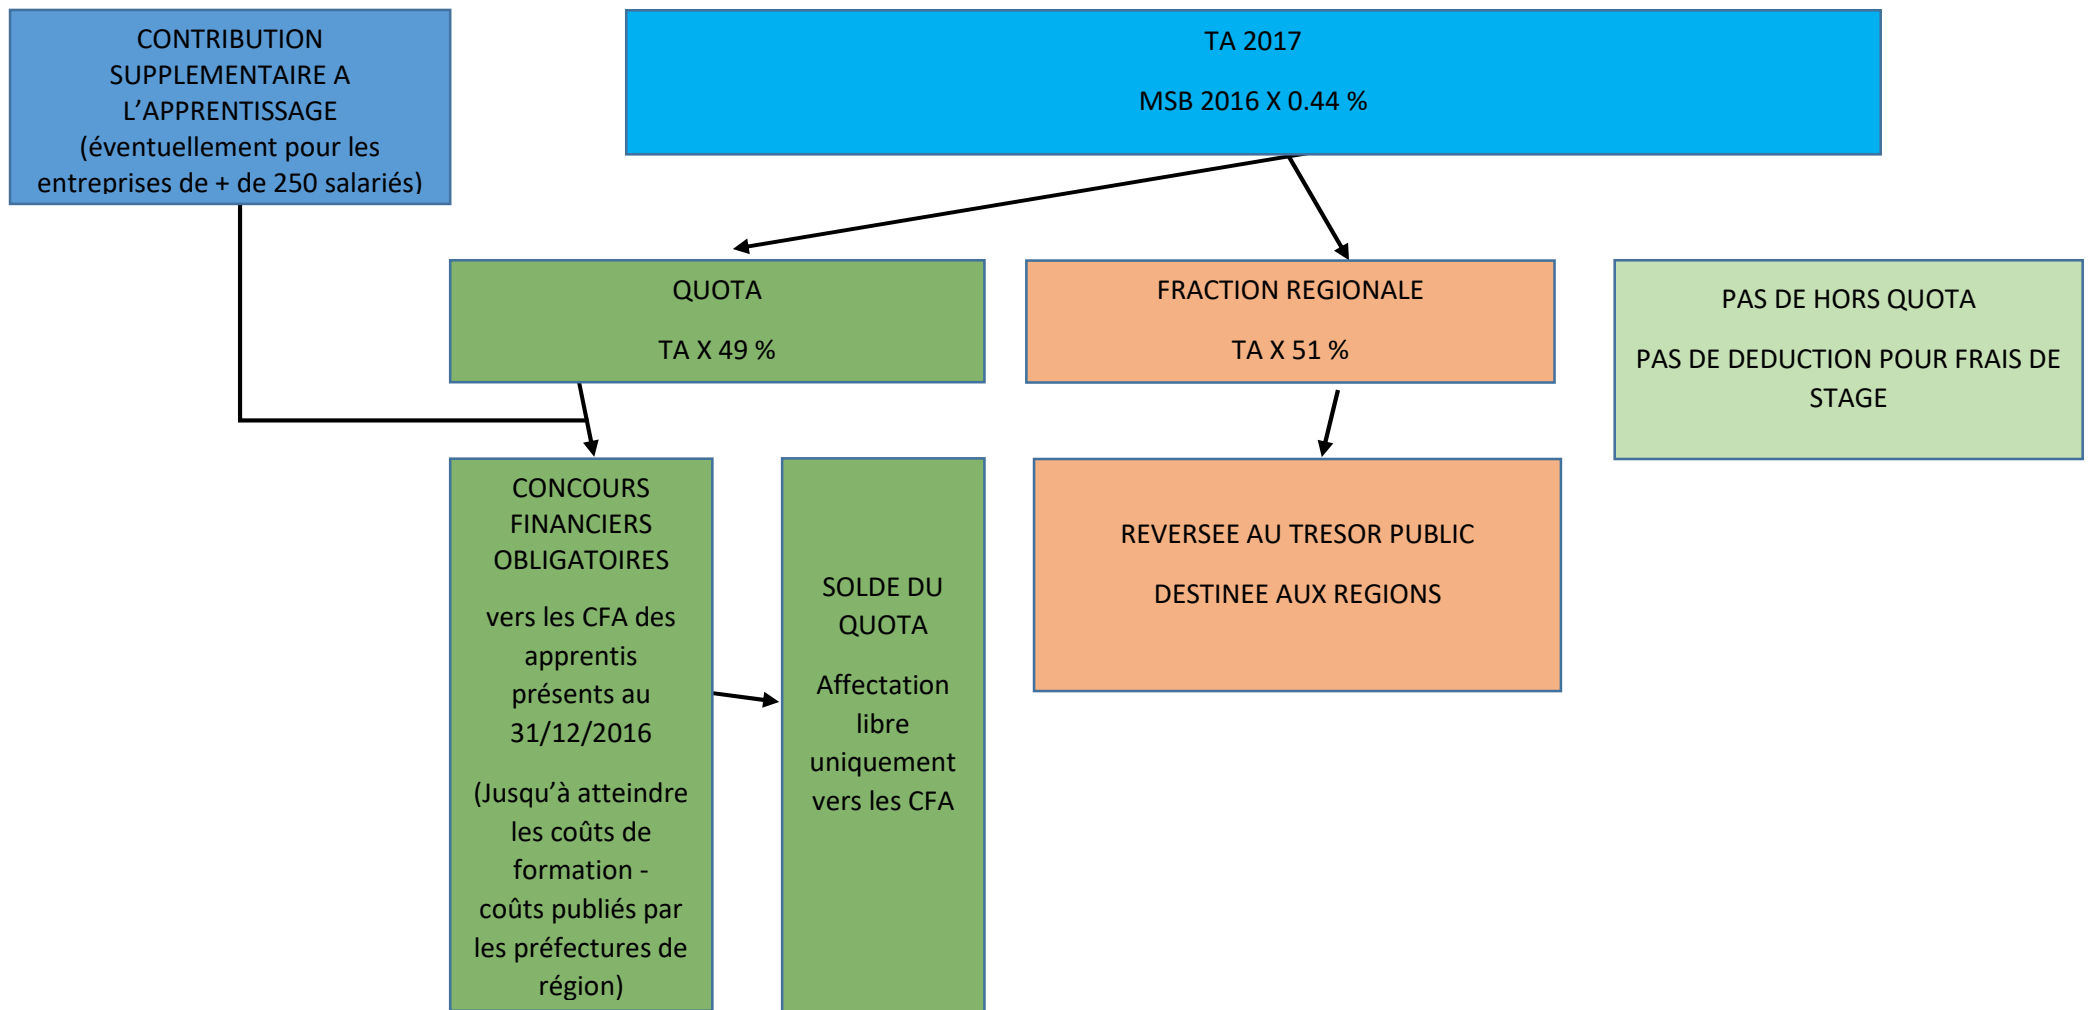 CONTRIBUTION
SUPPLEMENTAIRE A
L’APPRENTISSAGE
(éventuellement pour les
entreprises de + de 250 salariés)
TA 2017
MSB 2016 X 0.44 %
QUOTA
TA X 49 %
FRACTION REGIONALE
TA X 51 %
PAS DE HORS QUOTA
PAS DE DEDUCTION POUR FRAIS DE
STAGE
CONCOURS
FINANCIERS
OBLIGATOIRES
vers les CFA des
apprentis
présents au
31/12/2016
(Jusqu’à atteindre
les coûts de
formation -
coûts publiés par
les préfectures de
région)
SOLDE DU
QUOTA
Affectation
libre
uniquement
vers les CFA
REVERSEE AU TRESOR PUBLIC
DESTINEE AUX REGIONS